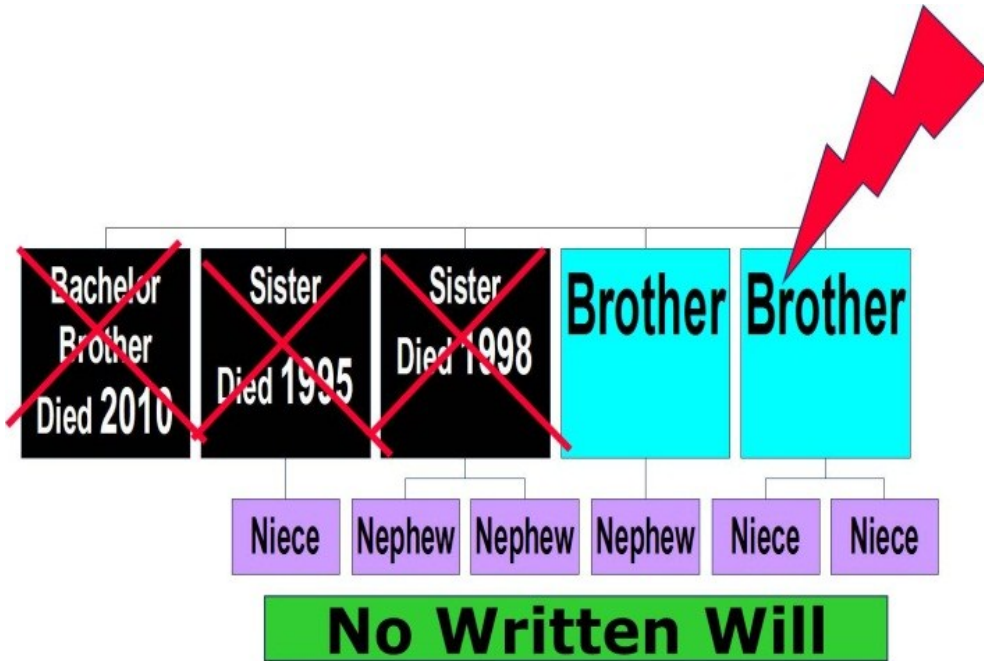 Bachelor
Brother
Died 2010
Sister
Died 1995
Sister
Died 1998
Brother
Brother
Niece
Nephew
Nephew
Nephew
Niece
Niece
No Written Will